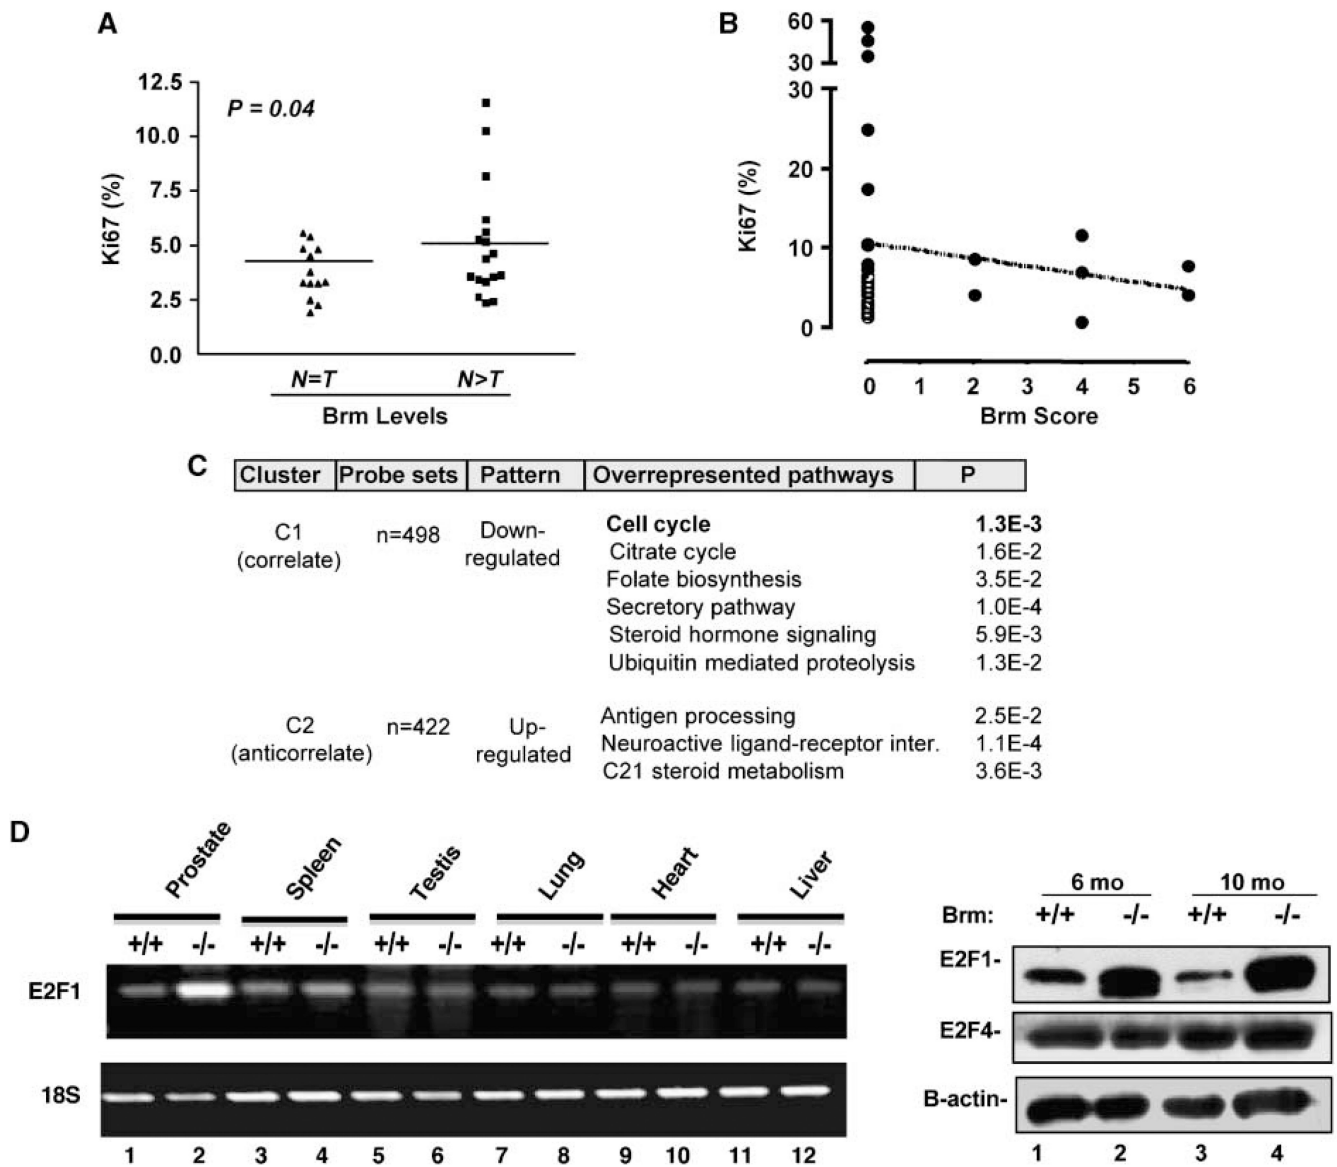 A
12.5
10.0
7.5
5.0
2.5
0.0
Ki67 (%)
P = 0.04
N=T N>T
Brm Levels
B
60
30
30
20
10
0
Ki67 (%)
0 1 2 3 4 5 6
Brm Score
C
Cluster Probe sets Pattern Overrepresented pathways P
C1
(correlate)
n=498
Down-
regulated
Cell cycle 1.3E-3
Citrate cycle 1.6E-2
Folate biosynthesis 3.5E-2
Secretory pathway 1.0E-4
Steroid hormone signaling 5.9E-3
Ubiquitin mediated proteolysis 1.3E-2
C2
(anticorrelate)
n=422
Up-
regulated
Antigen processing 2.5E-2
Neuroactive ligand-receptor inter. 1.1E-4
C21 steroid metabolism 3.6E-3
D
Prostate Spleen Testis Lung Heart Liver
+/+ -/- +/+ -/- +/+ -/- +/+ -/- +/+ -/- +/+ -/-
E2F1
18S
1 2 3 4 5 6 7 8 9 10 11 12
6 mo 10 mo
Brm: +/+ -/- +/+ -/-
E2F1-
E2F4-
B-actin-
1 2 3 4